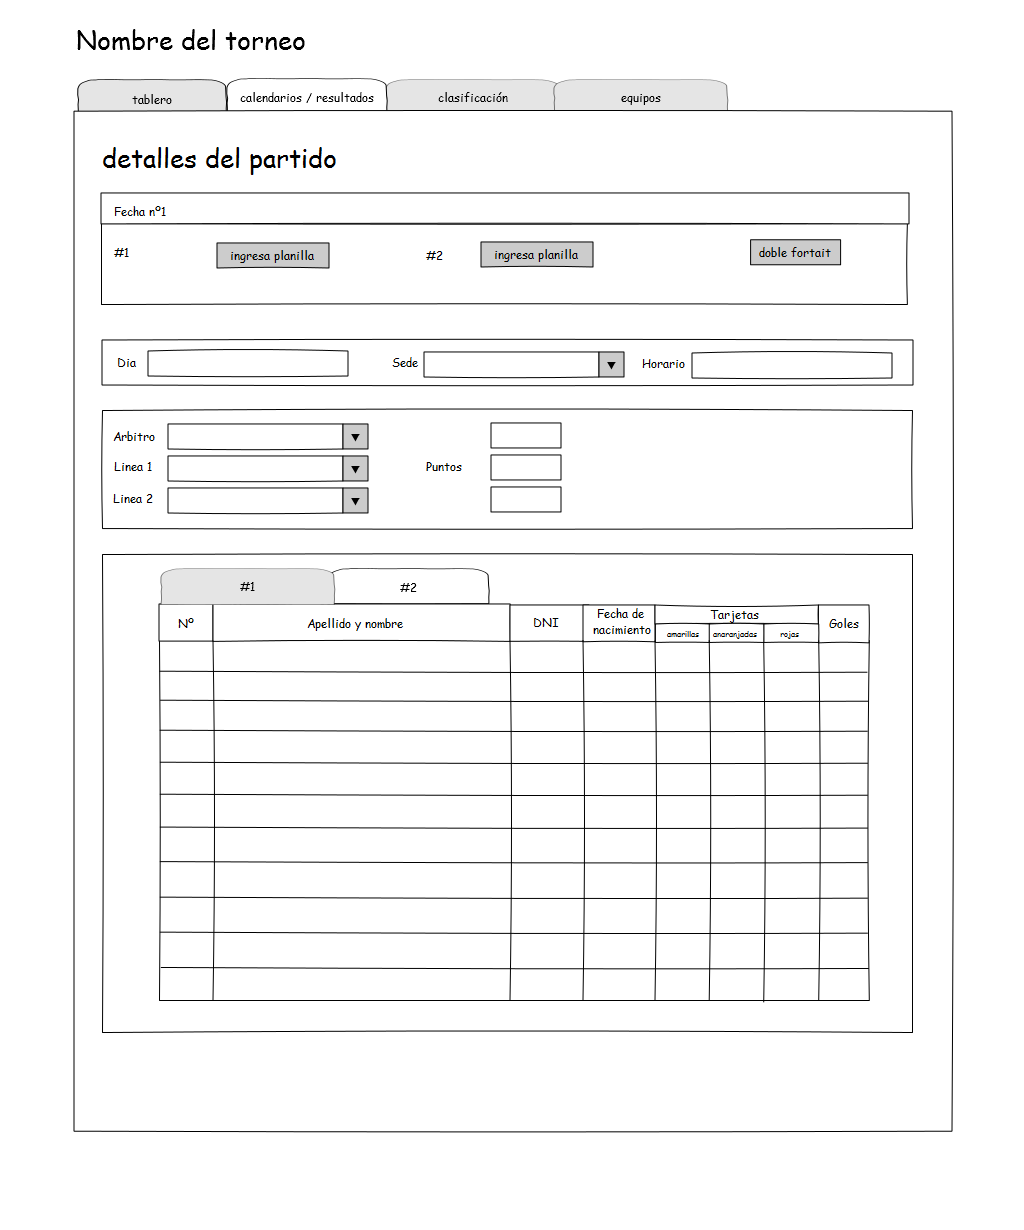 Nombre del torneo
tablero
calendarios / resultados
clasificación
equipos
detalles del partido
Fecha nº1
#1
ingresa planilla
#2
ingresa planilla
doble fortait
Dia
Sede
Horario
Arbitro
Linea 1
Puntos
Linea 2
#1
#2
Nº
Apellido y nombre
DNI
Fecha de
nacimiento
Tarjetas
amarillas
anaranjadas
rojas
Goles